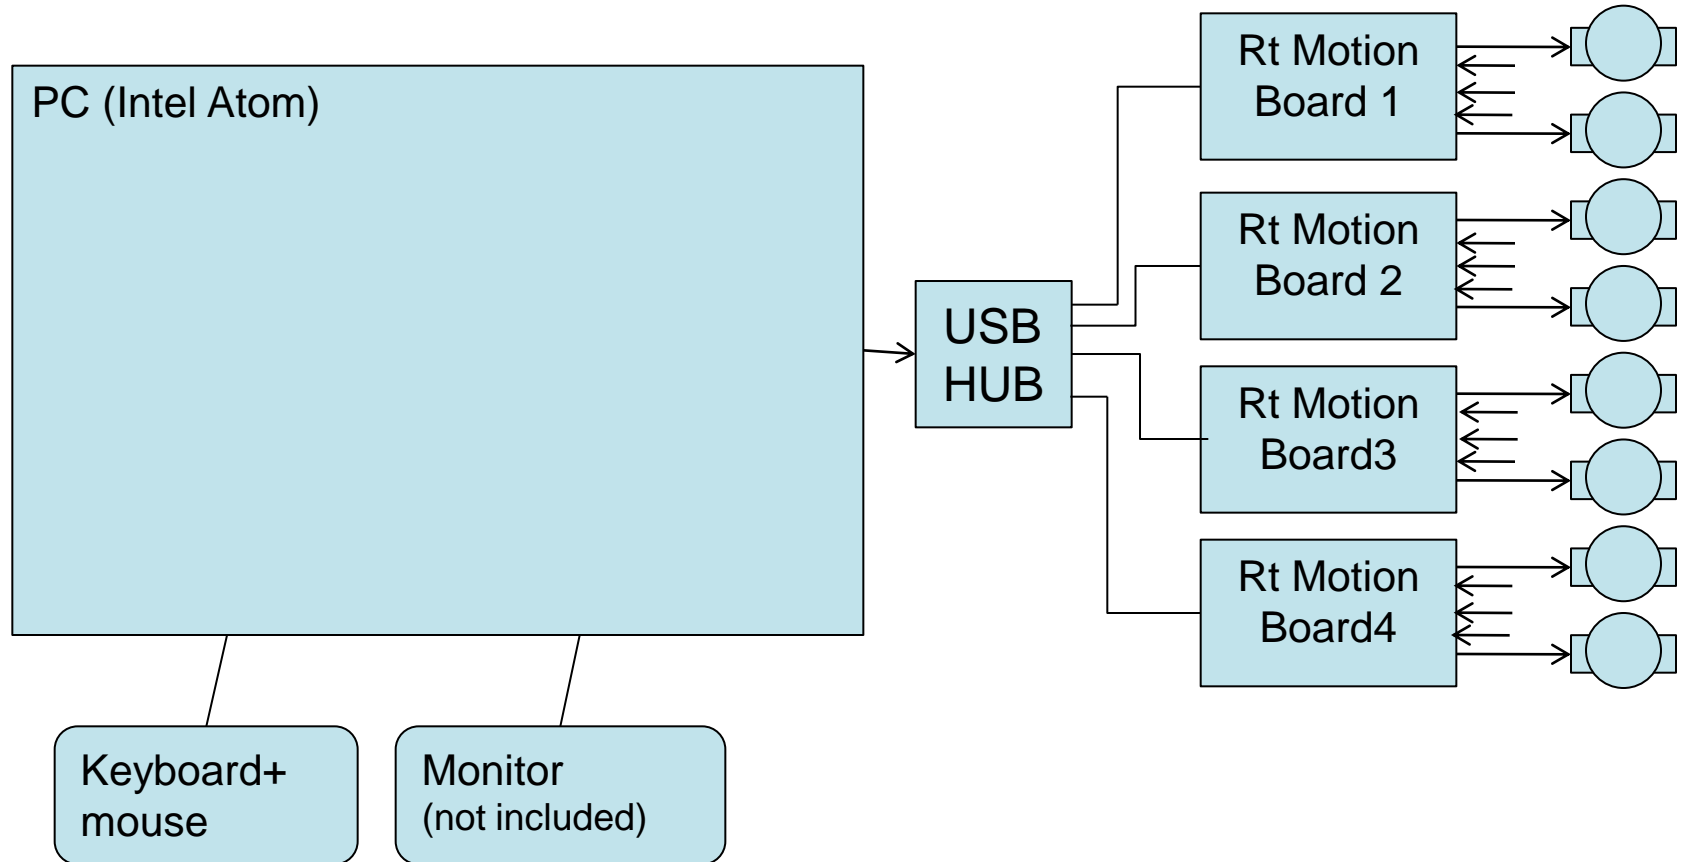 PC (Intel Atom)
Rt Motion
Board 1
Rt Motion
Board 2
USB
HUB
Rt Motion
Board3
Rt Motion
Board4
Keyboard+
mouse
Monitor
(not included)